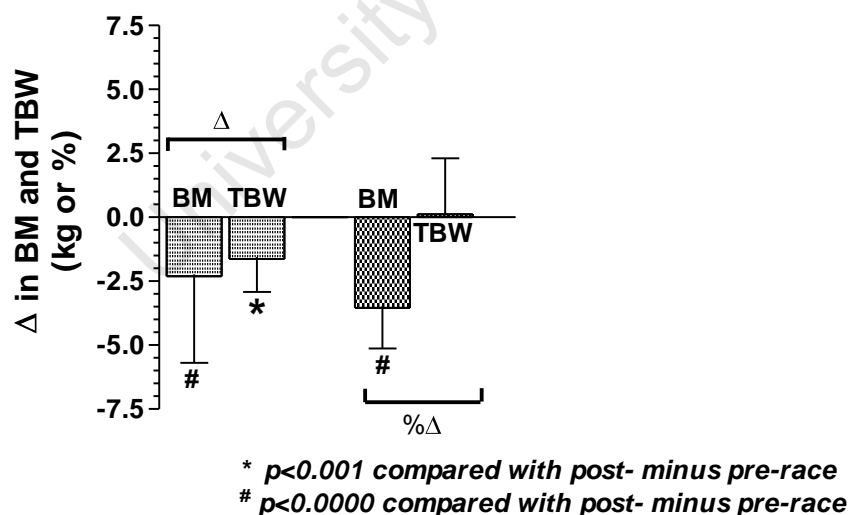 University
7.5
5.0
2.5
0.0
-2.5
-5.0
-7.5
Δ in BM and TBW
(kg or %)
Δ
BM TBW
BM
TBW
*
#
#
%Δ
* p<0.001 compared with post- minus pre-race
# p<0.0000 compared with post- minus pre-race